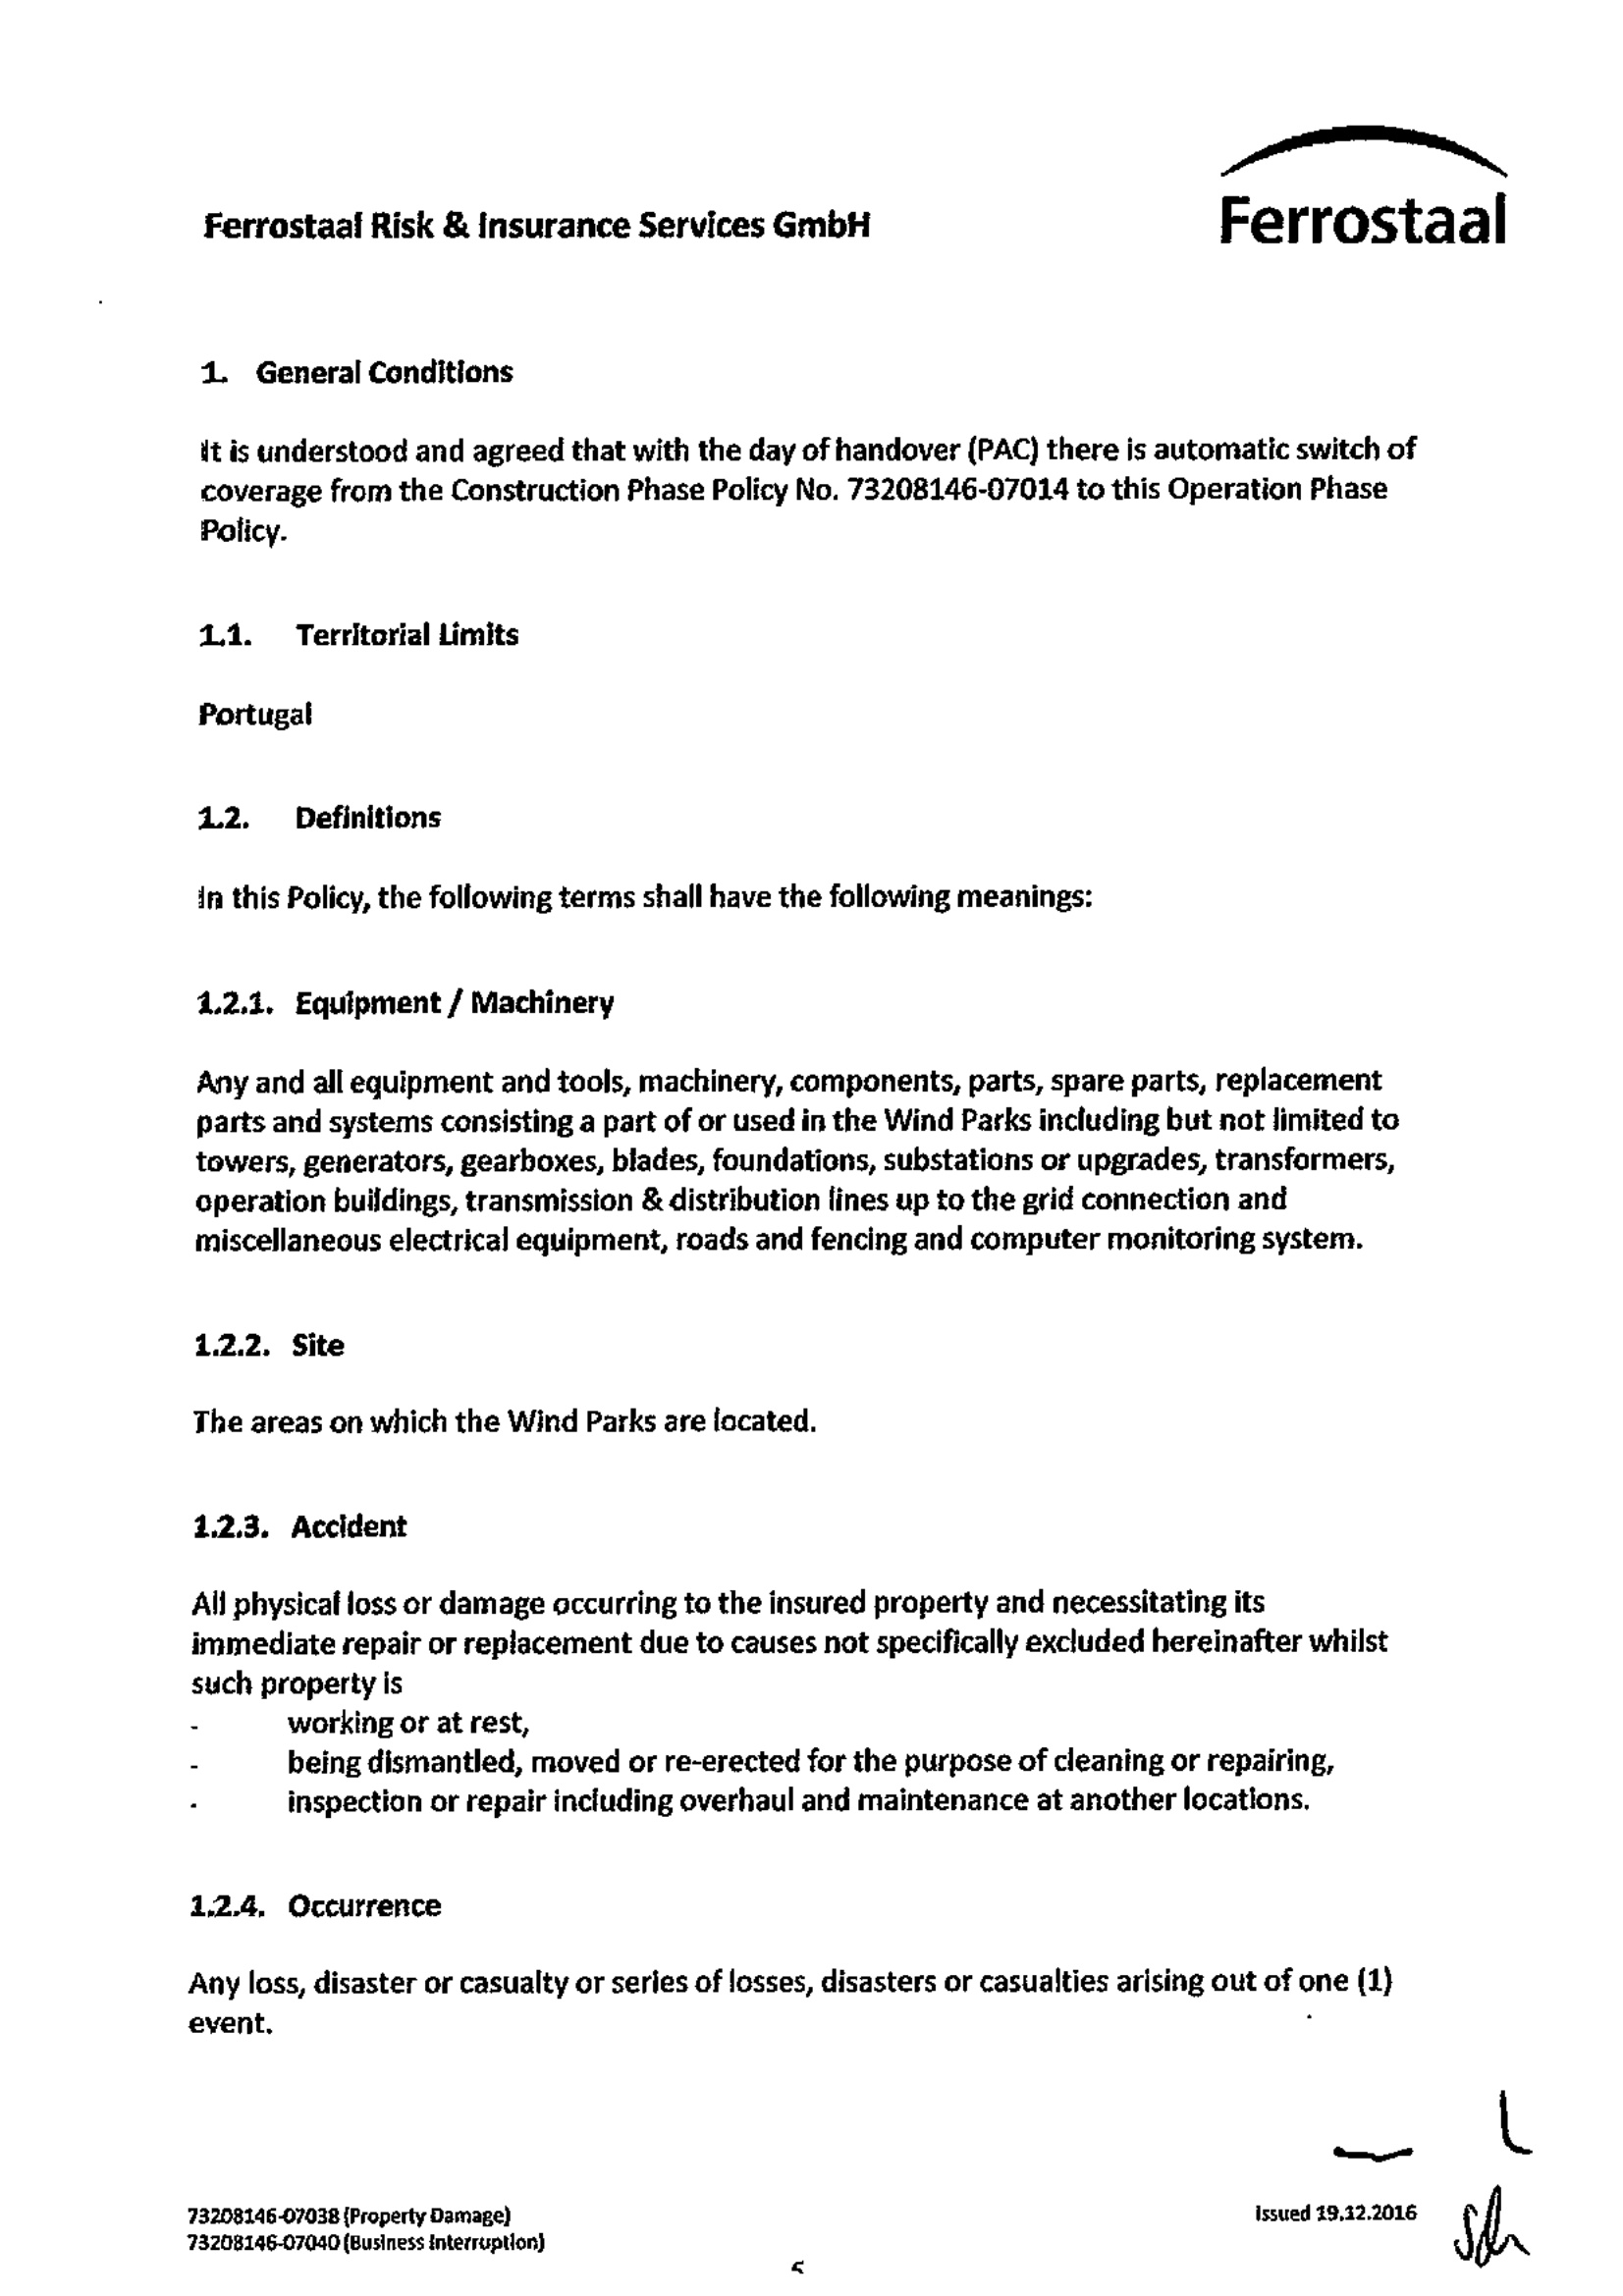 Ferrostaal Risk & Insurance Services GmbH
Ferrostaal
1. General Conditions
It is understood and agreed that with the day of handover (PAC) there is automatic switch of
coverage from the Construction Phase Policy No. 73208146-07014 to this Operation Phase
Policy.
1.1. Territorial Limits
Portugal
1.2. Definitions
In this Policy, the following terms shall have the following meanings:
1.2.1. Equipment / Machinery
Any and all equipment and tools, machinery, components, parts, spare parts, replacement
parts and systems consisting a part of or used in the Wind Parks including but not limited to
towers, generators, gearboxes, blades, foundations, substations or upgrades, transformers,
operation buildings, transmission & distribution lines up to the grid connection and
miscellaneous electrical equipment, roads and fencing and computer monitoring system.
1.2.2. Site
The areas on which the Wind Parks are located.
1.2.3. Accident
All physical loss or damage occurring to the insured property and necessitating its
immediate repair or replacement due to causes not specifically excluded hereinafter whilst
such property is
- working or at rest,
- being dismantled, moved or re-erected for the purpose of cleaning or repairing,
- inspection or repair including overhaul and maintenance at another locations.
1.2.4. Occurrence
Any loss, disaster or casualty or series of losses, disasters or casualties arising out of one (1)
event.
73208146-07038 (Property Damage)
73208146-07040 (Business Interruption)
Issued 19.12.2016
5